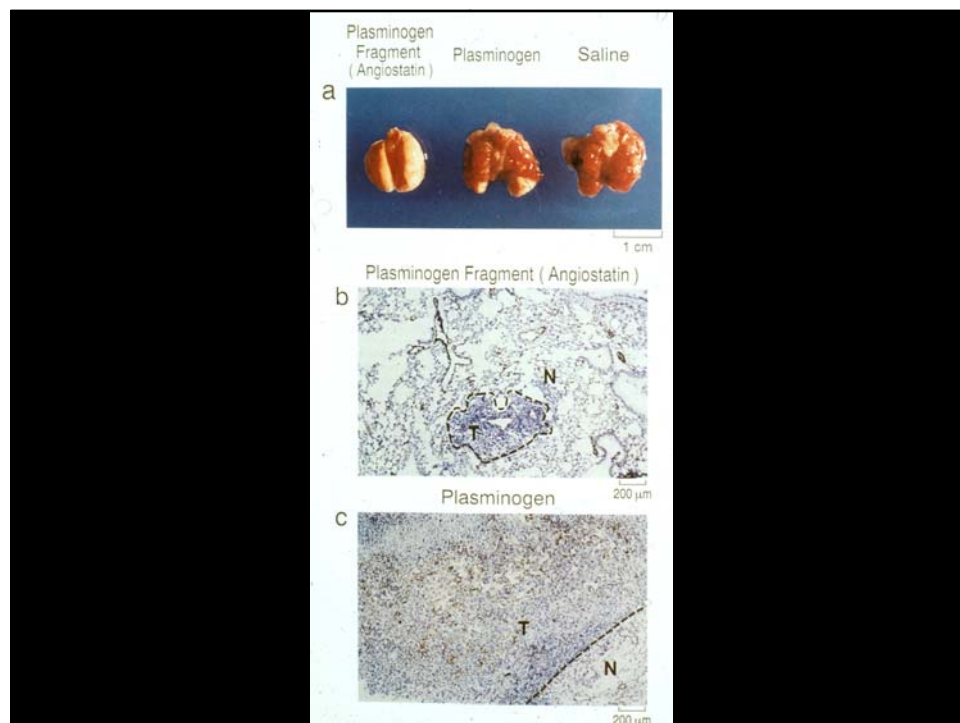 Plasminogen
Fragment
( Angiostatin )
Plasminogen
Saline
a
1 cm
Plasminogen Fragment ( Angiostatin )
b
N
T
200 µm
Plasminogen
c
T
N
200 µm